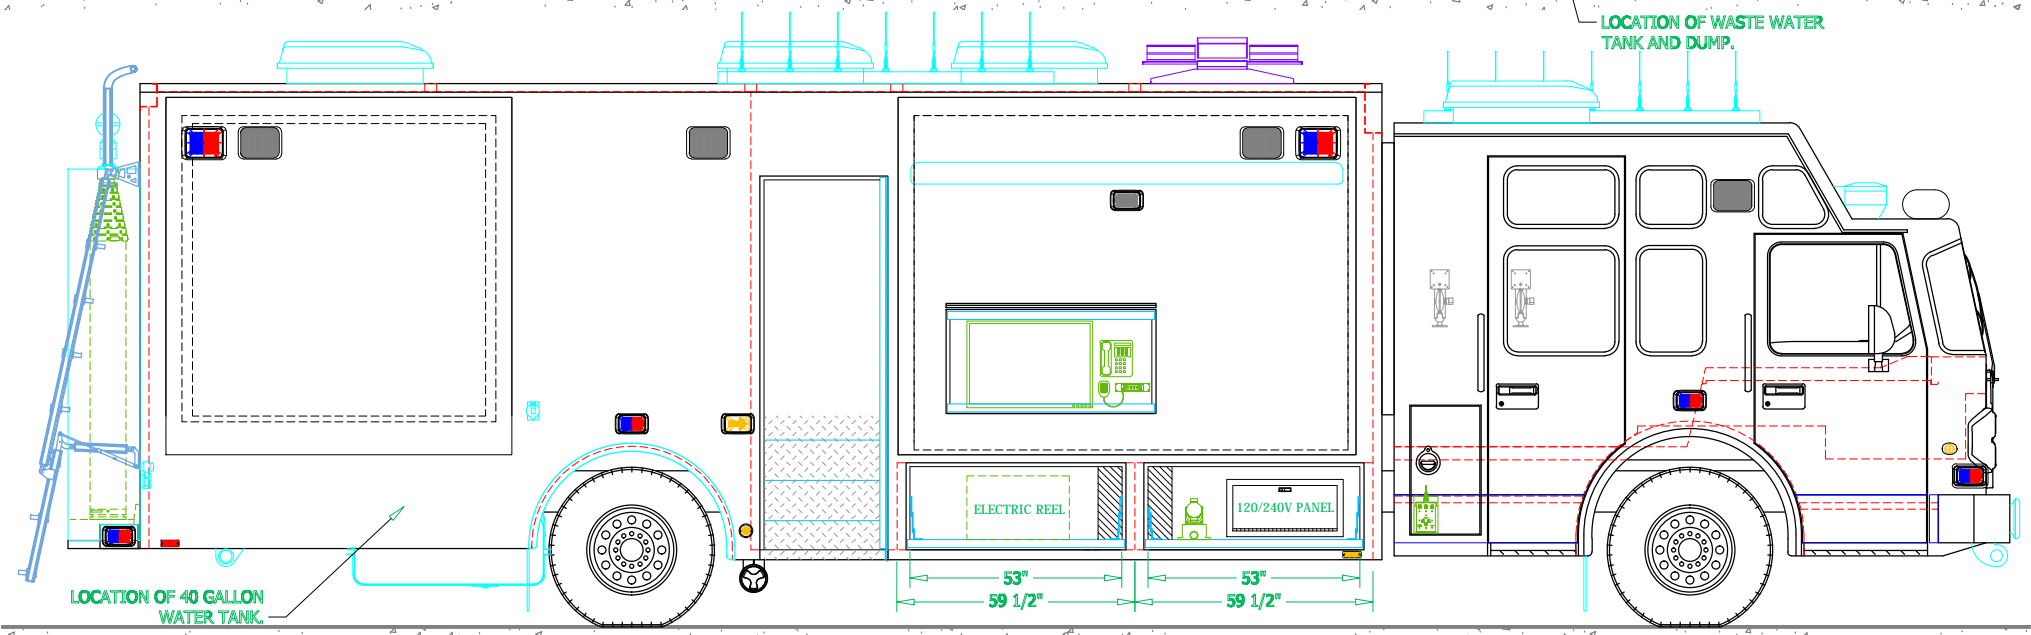 LOCATION OF WASTE WATER
TANK AND DUMP.
ELECTRIC REEL
120/240V PANEL
53"
53"
59 1/2"
59 1/2"
LOCATION OF 40 GALLON
WATER TANK.